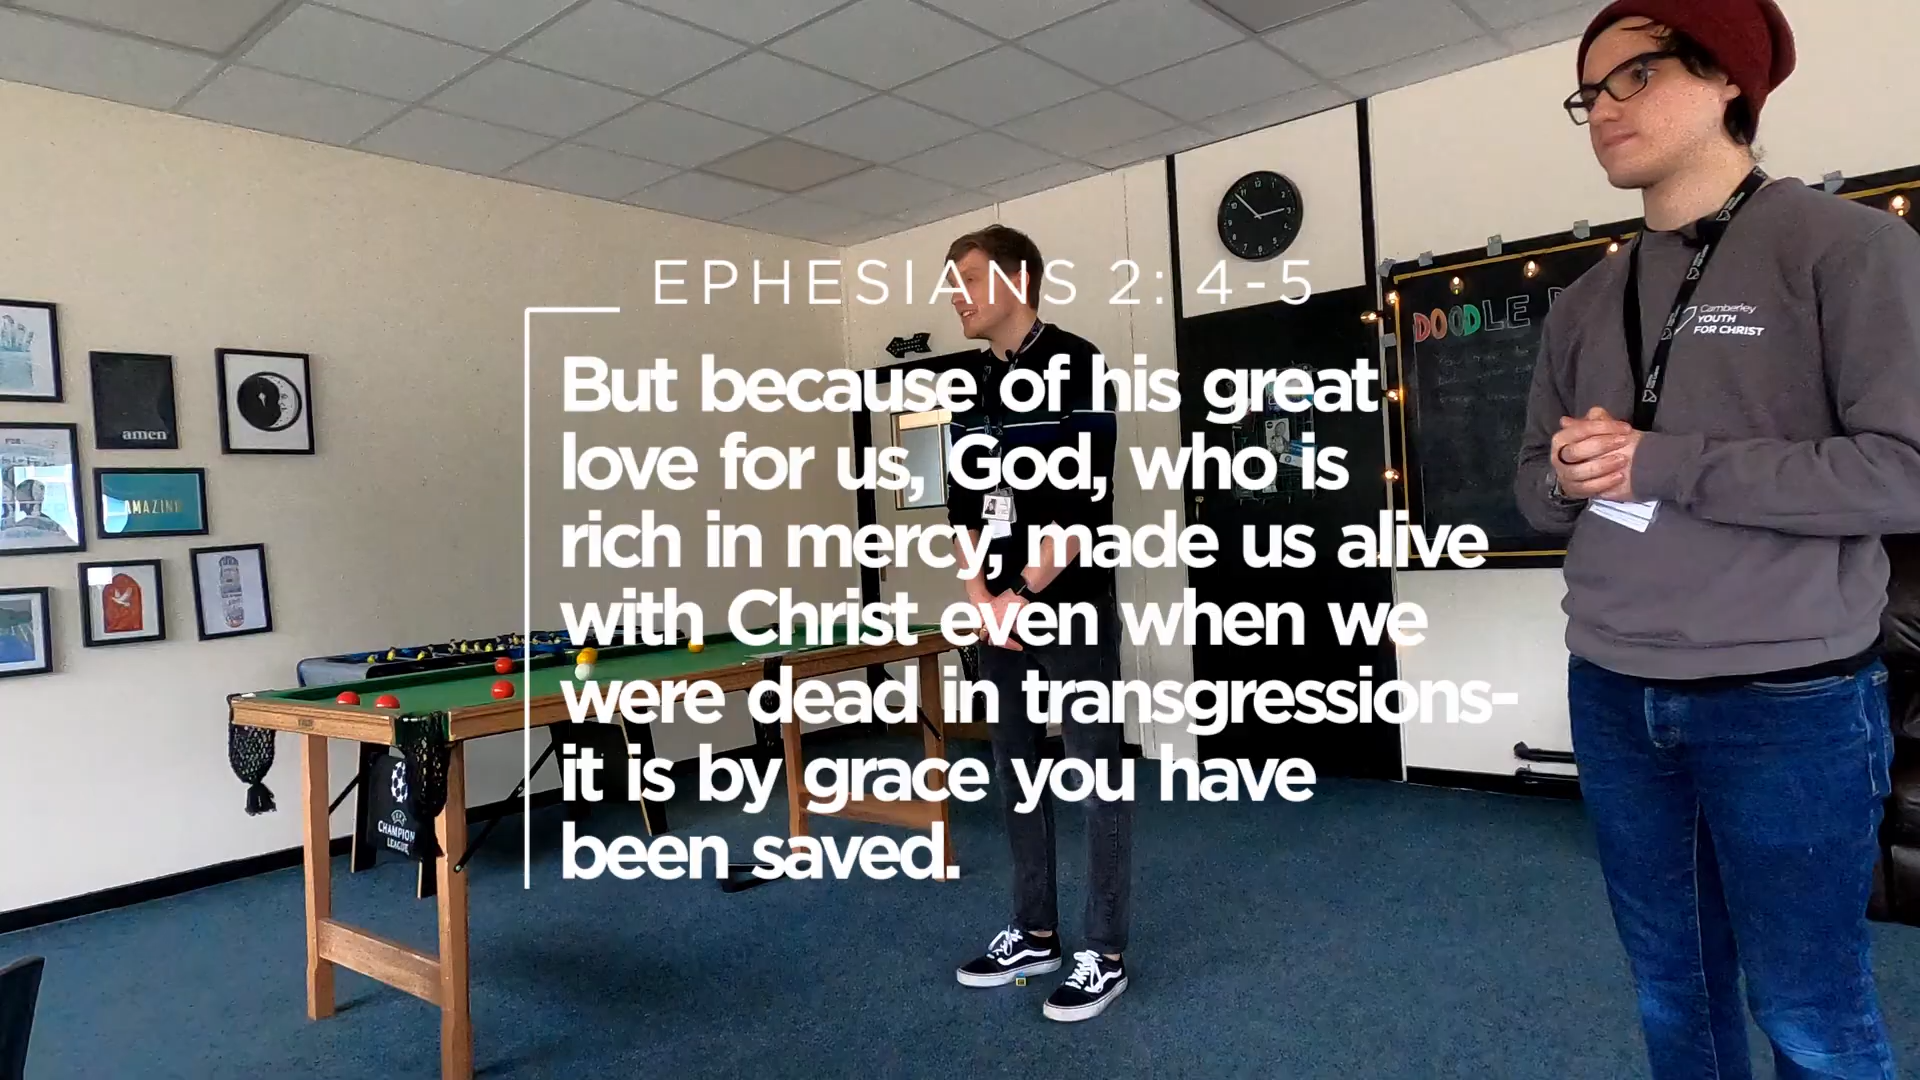 EPHESIANS 2: 4-5
But because of his great
love for us, God, who is
rich in mercy, made us alive
with Christ even when we
were dead in transgressions-
it is by grace you have
been saved.
amen
AMAZING
DOODLE
Camberley
YOUTH
FOR CHRIST
CHAMPION
LEAGUE